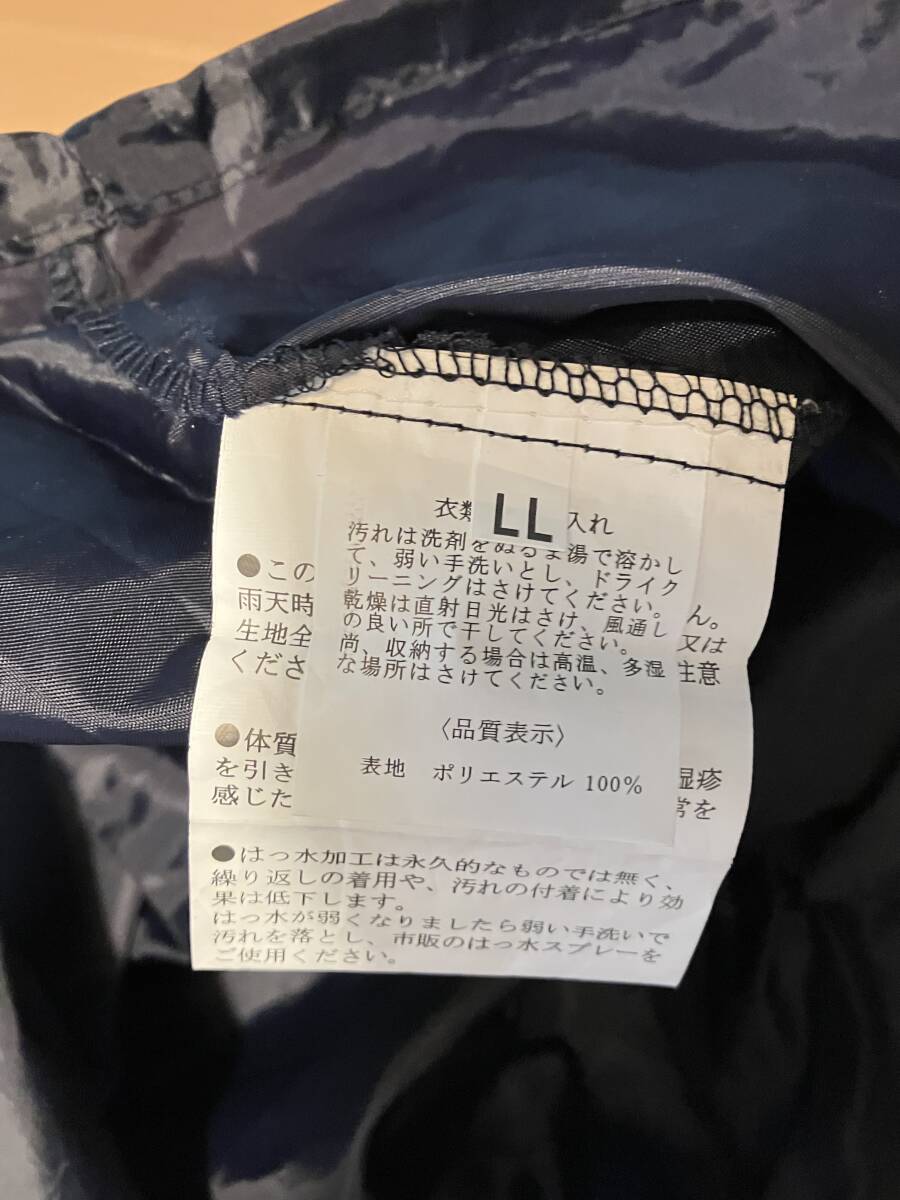 LL
衣類 入れ
汚れは洗剤をぬるま湯で溶かし
て、弱い手洗いとし、ドライク
リーニングはさけてください。
乾燥は直射日光はさけ、風通し
の良い所で干してください。
尚、収納する場合は高温、多湿
な場所はさけてください。
〈品質表示〉
表地 ポリエステル 100%
●この ん。
雨天時 又は
生地全 注意
くださ
●体質 湿疹
を引き 常を
感じた
●はっ水加工は永久的なものでは無く、
繰り返しの着用や、汚れの付着により効
果は低下します。
はっ水が弱くなりましたら弱い手洗いで
汚れを落とし、市販のはっ水スプレーを
ご使用ください。